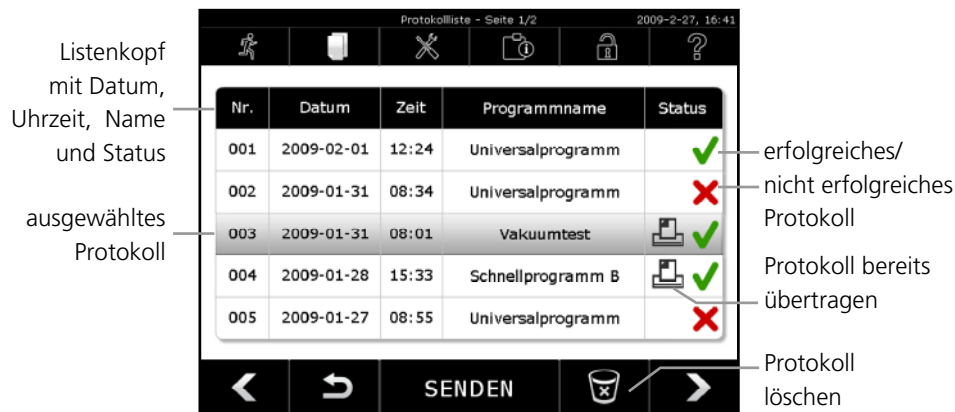 Protokollliste - Seite 1/2 2009-2-27, 16:41
Listenkopf
mit Datum,
Uhrzeit, Name
und Status
ausgewähltes
Protokoll
Nr. Datum Zeit Programmname Status
001 2009-02-01 12:24 Universalprogramm
002 2009-01-31 08:34 Universalprogramm
003 2009-01-31 08:01 Vakuumtest
004 2009-01-28 15:33 Schnellprogramm B
005 2009-01-27 08:55 Universalprogramm
SENDEN
erfolgreiches/
nicht erfolgreiches
Protokoll
Protokoll bereits
übertragen
Protokoll
löschen